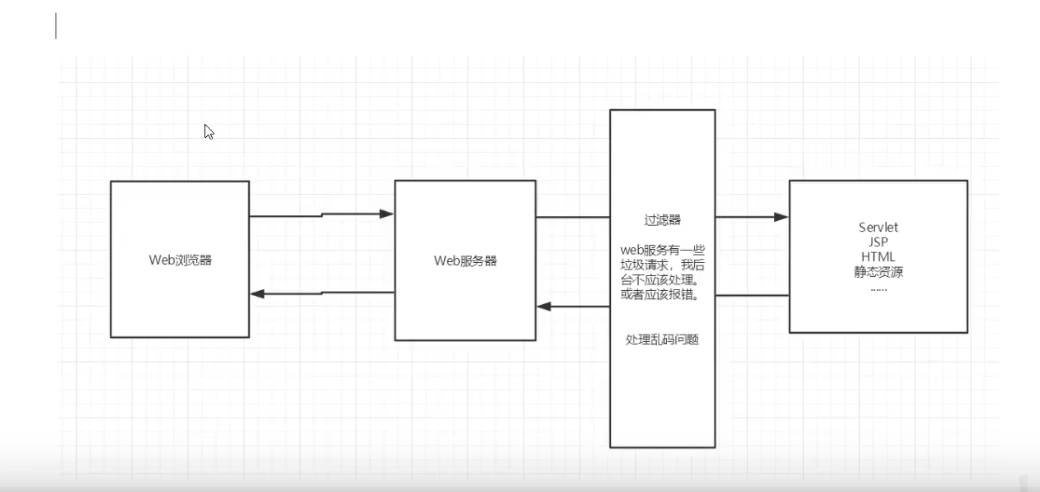 Web浏览器
Web服务器
过滤器
web服务有一些
垃圾请求，我后
台不应该处理。
或者应该报错。
处理乱码问题
Servlet
JSP
HTML
静态资源
......